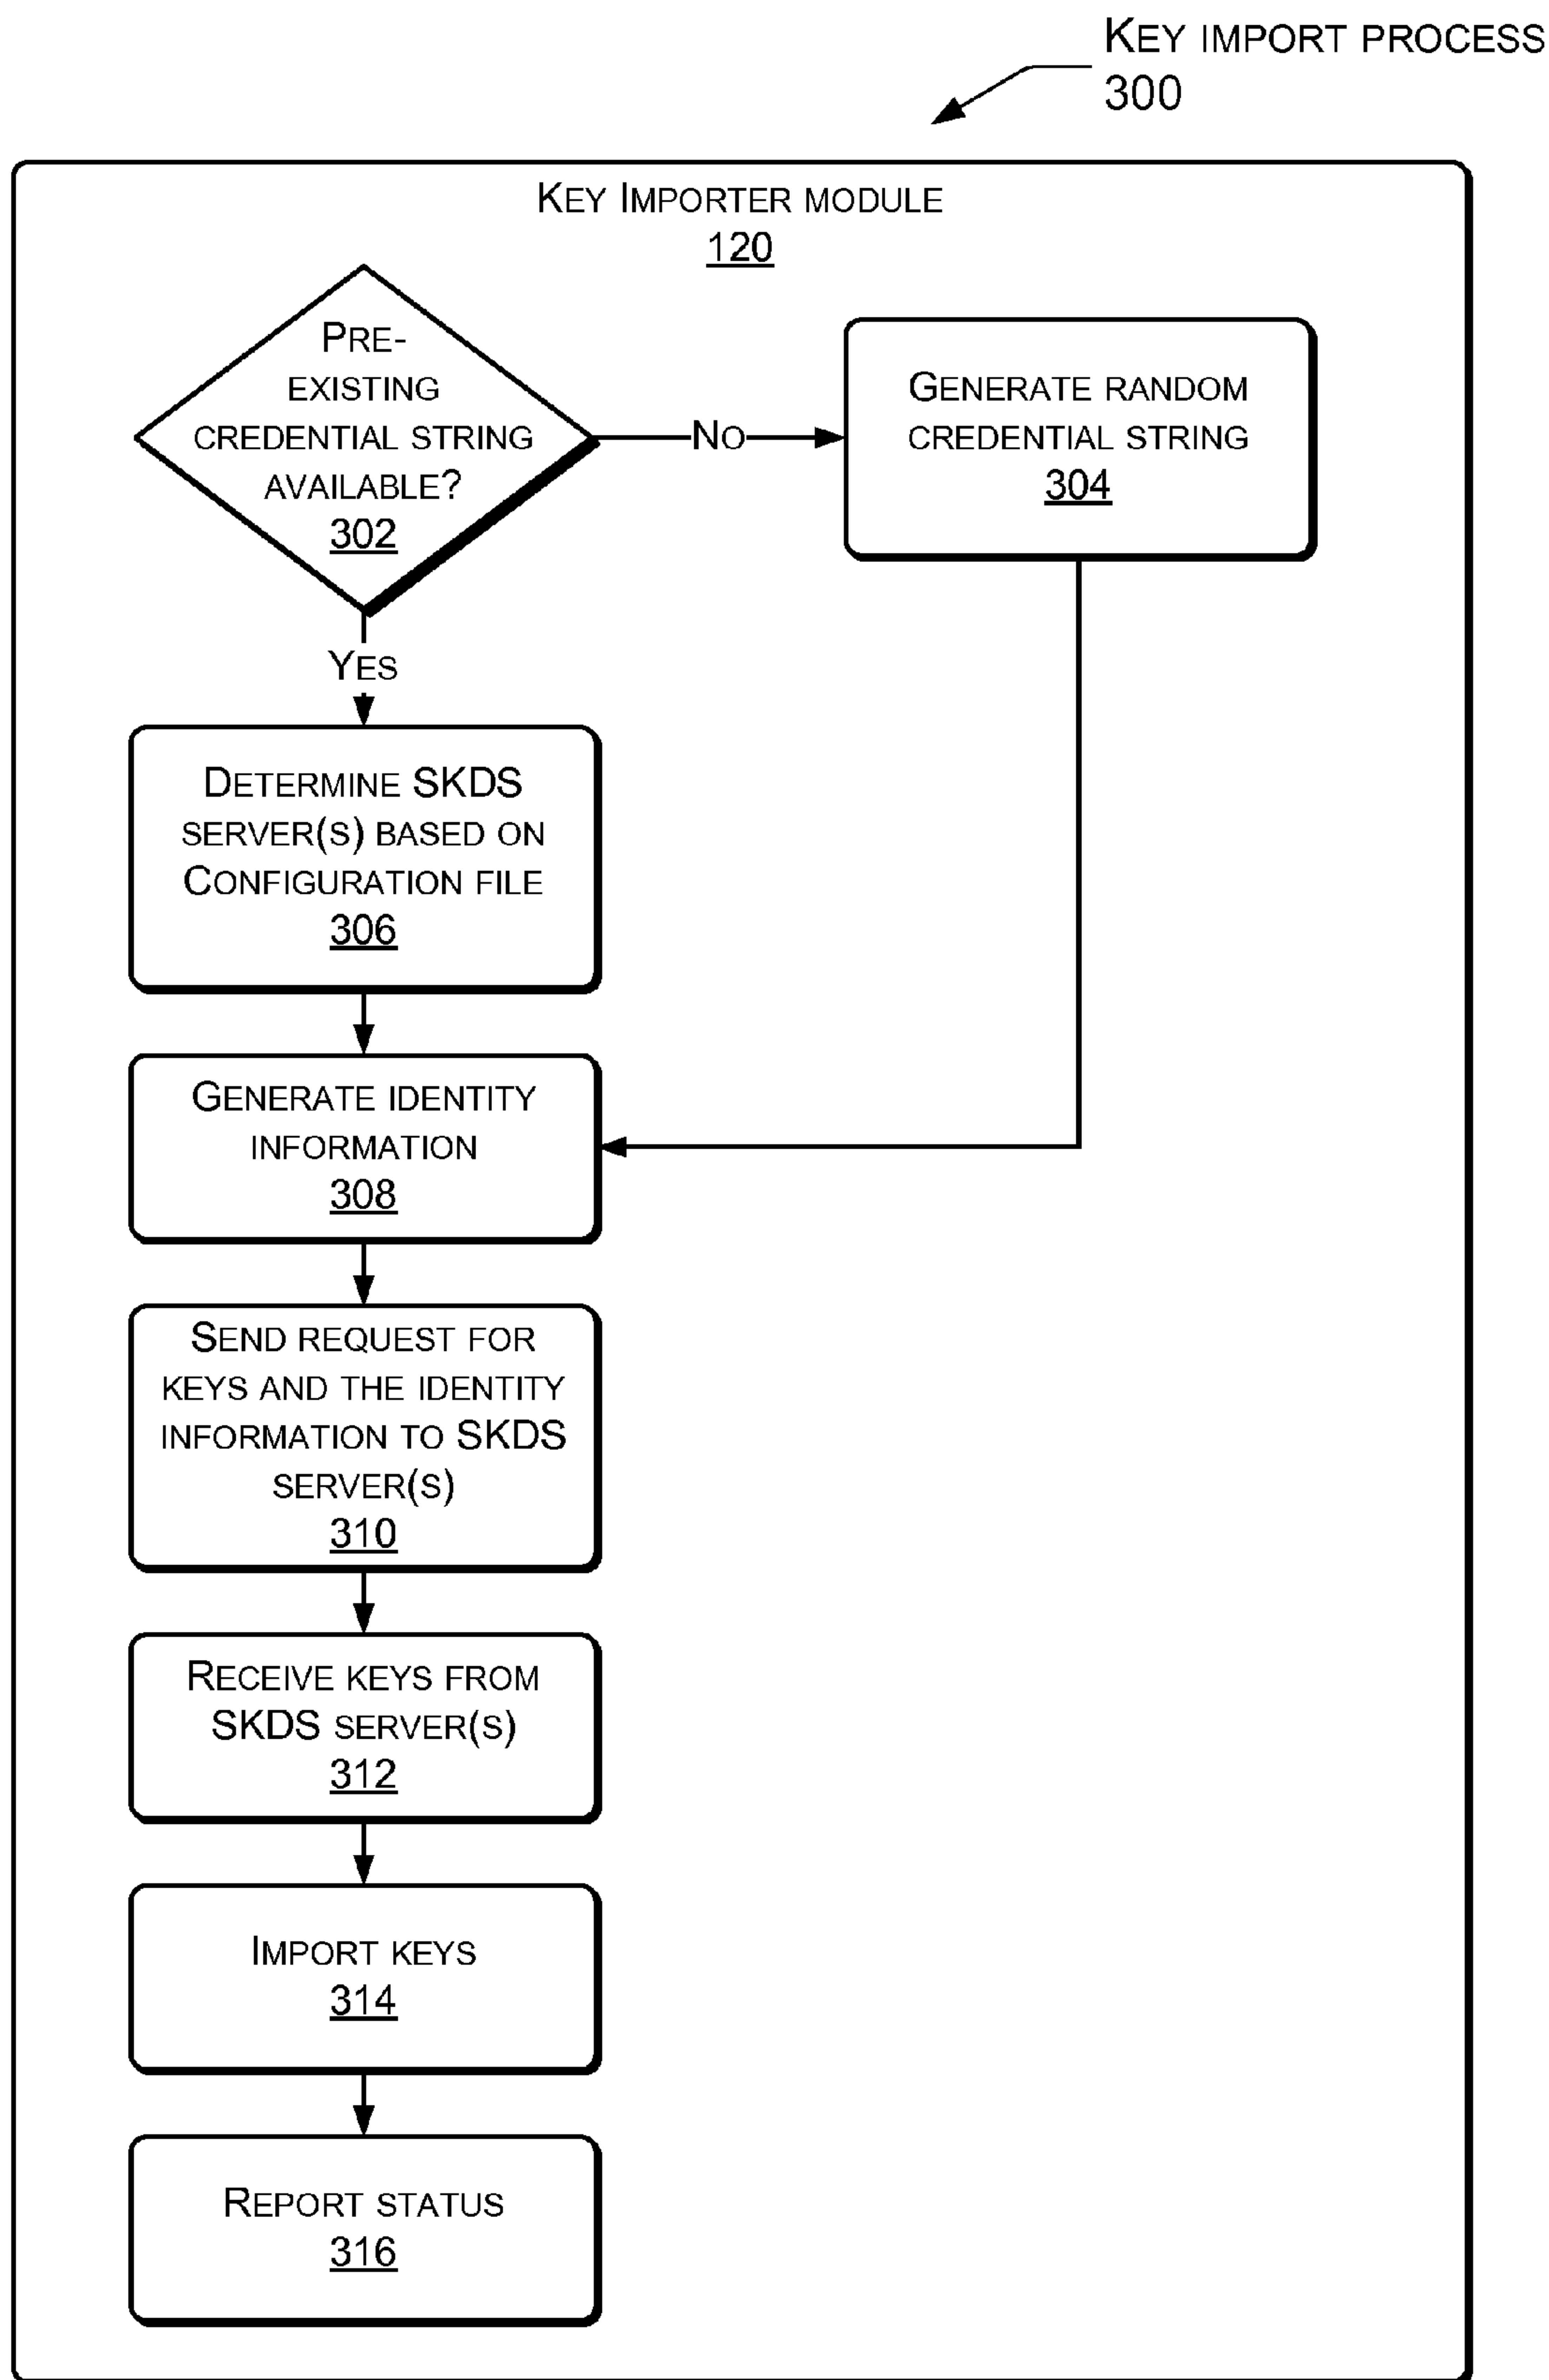 KEY IMPORT PROCESS
300
KEY IMPORTER MODULE
120
PRE-
EXISTING
CREDENTIAL STRING
AVAILABLE?
302
NO
GENERATE RANDOM
CREDENTIAL STRING
304
YES
DETERMINE SKDS
SERVER(S) BASED ON
CONFIGURATION FILE
306
GENERATE IDENTITY
INFORMATION
308
SEND REQUEST FOR
KEYS AND THE IDENTITY
INFORMATION TO SKDS
SERVER(S)
310
RECEIVE KEYS FROM
SKDS SERVER(S)
312
IMPORT KEYS
314
REPORT STATUS
316